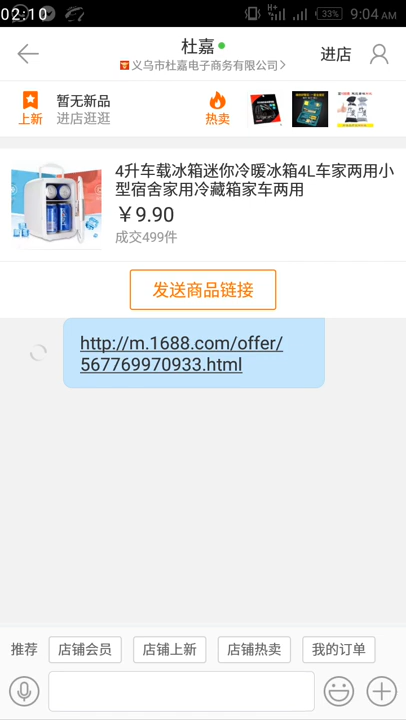 02:10
33% 9:04 AM
杜嘉
义乌市杜嘉电子商务有限公司
进店
上新
暂无新品
进店逛逛
热卖
4升车载冰箱迷你冷暖冰箱4L车家两用小
型宿舍家用冷藏箱家车两用
￥9.90
成交499件
发送商品链接
http://m.1688.com/offer/
567769970933.html
推荐
店铺会员
店铺上新
店铺热卖
我的订单